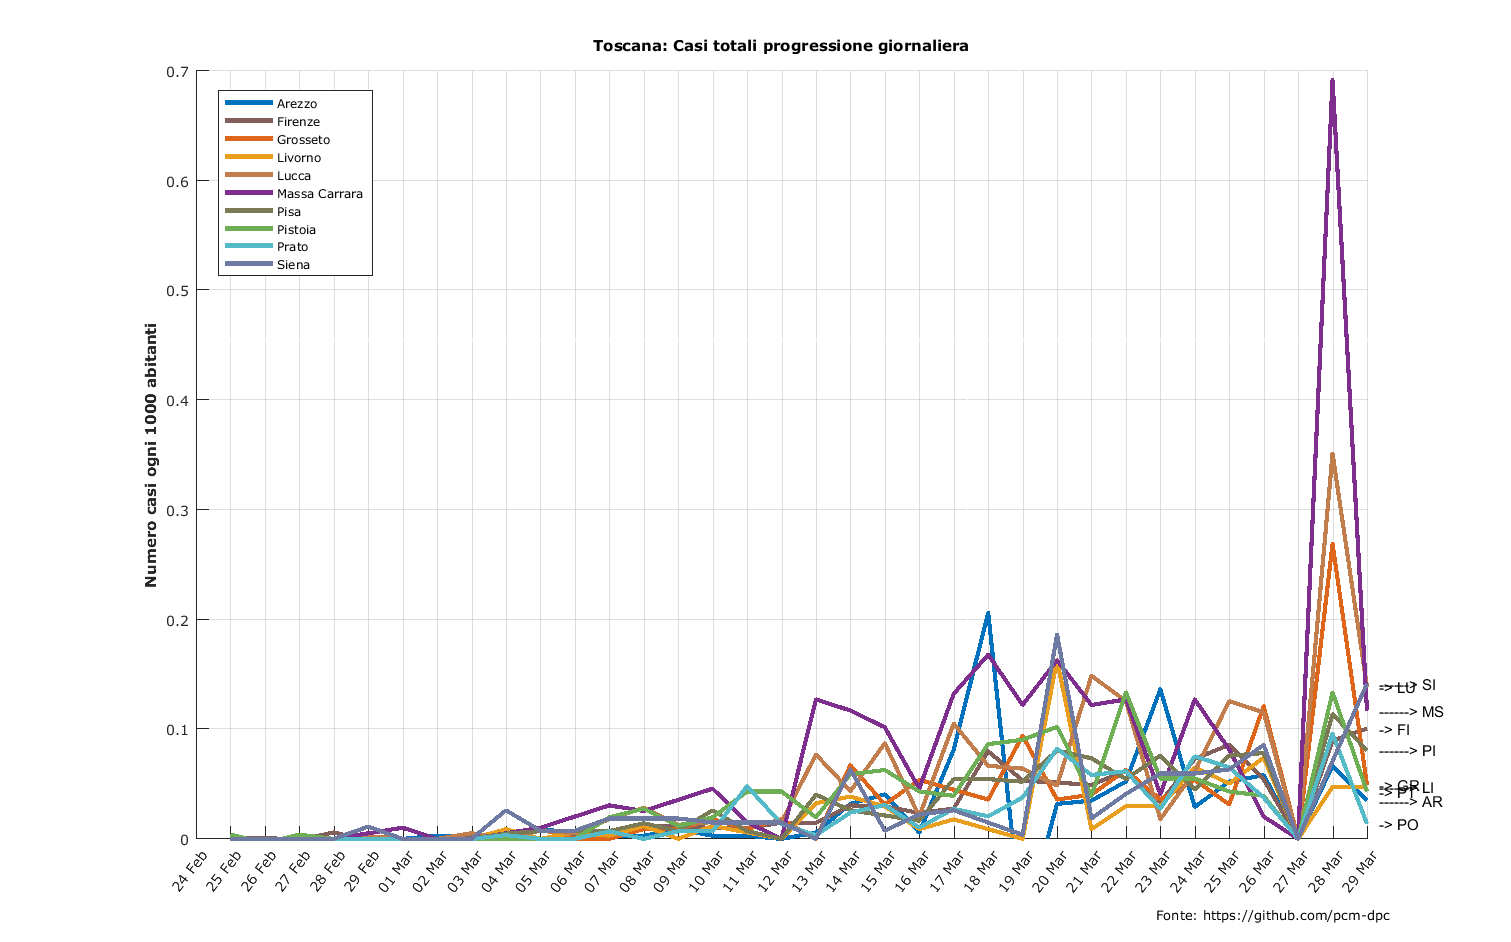 Toscana: Casi totali progressione giornaliera
Numero casi ogni 1000 abitanti
0.7
0.6
0.5
0.4
0.3
0.2
0.1
0
Arezzo
Firenze
Grosseto
Livorno
Lucca
Massa Carrara
Pisa
Pistoia
Prato
Siena
------> SI
-> LU
------> MS
-> FI
------> PI
-> GR
------> LI
-> PT
------> AR
-> PO
24 Feb
25 Feb
26 Feb
27 Feb
28 Feb
29 Feb
01 Mar
02 Mar
03 Mar
04 Mar
05 Mar
06 Mar
07 Mar
08 Mar
09 Mar
10 Mar
11 Mar
12 Mar
13 Mar
14 Mar
15 Mar
16 Mar
17 Mar
18 Mar
19 Mar
20 Mar
21 Mar
22 Mar
23 Mar
24 Mar
25 Mar
26 Mar
27 Mar
28 Mar
29 Mar
Fonte: https://github.com/pcm-dpc